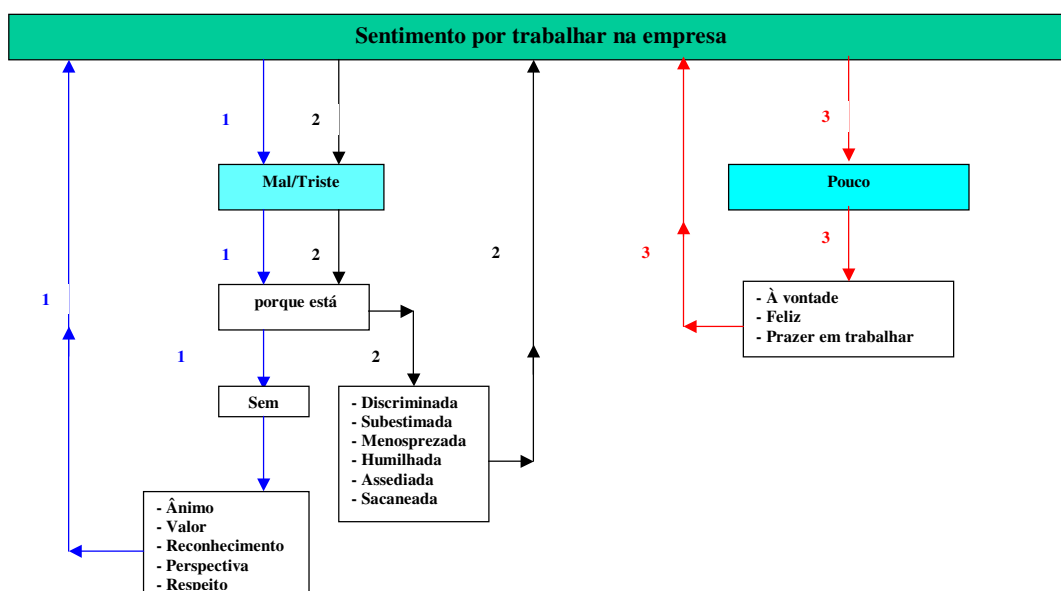 Sentimento por trabalhar na empresa
1
2
3
Mal/Triste
Pouco
1
2
2
3
3
1
porque está
- À vontade
- Feliz
- Prazer em trabalhar
1
2
Sem
- Discriminada
- Subestimada
- Menosprezada
- Humilhada
- Assediada
- Sacaneada
- Ânimo
- Valor
- Reconhecimento
- Perspectiva
- Respeito